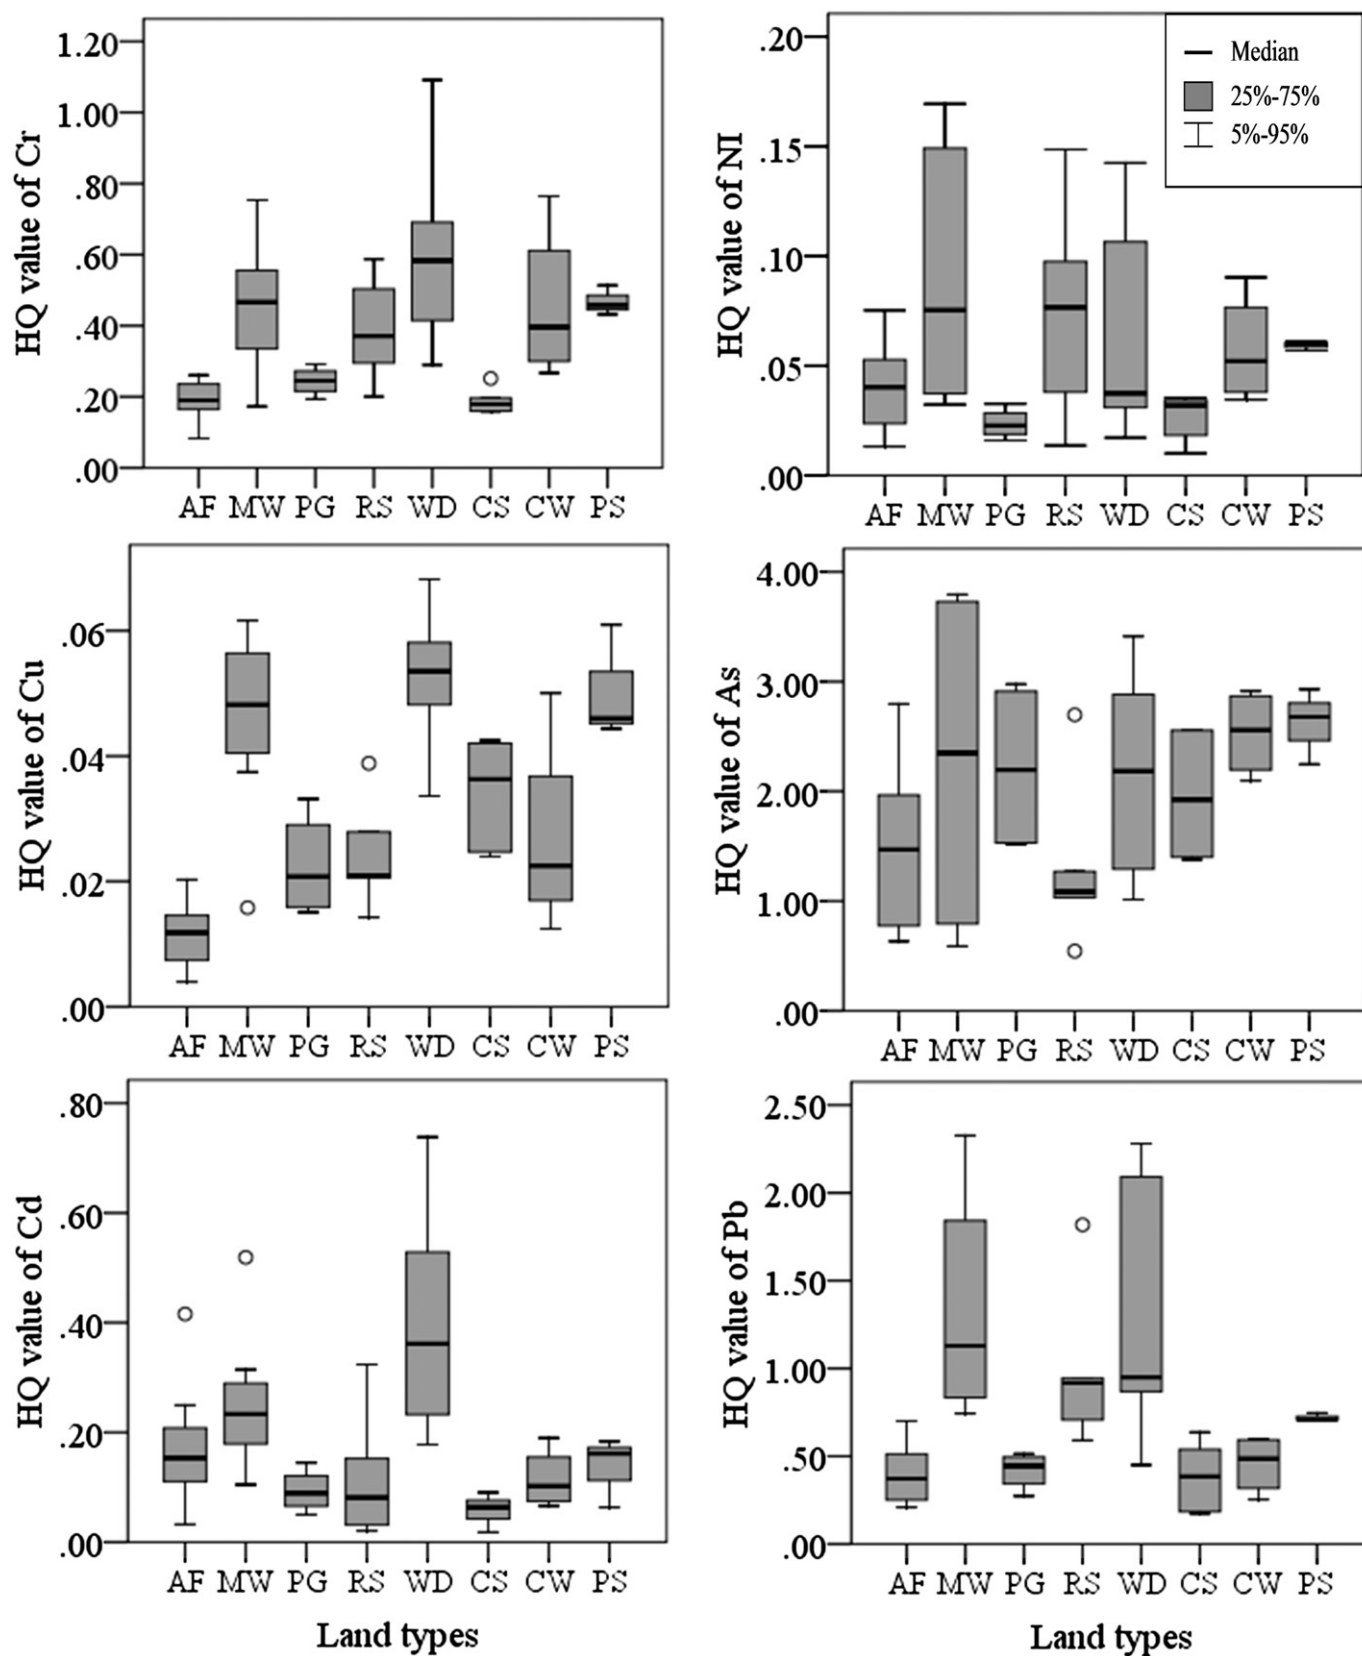 HQ value of Cr
1.20
1.00
.80
.60
.40
.20
.00
AF MW PG RS WD CS CW PS
HQ value of NI
.20
.15
.10
.05
.00
Median
25%-75%
5%-95%
AF MW PG RS WD CS CW PS
HQ value of Cu
.06
.04
.02
.00
AF MW PG RS WD CS CW PS
HQ value of As
4.00
3.00
2.00
1.00
.00
AF MW PG RS WD CS CW PS
HQ value of Cd
.80
.60
.40
.20
.00
AF MW PG RS WD CS CW PS
Land types
HQ value of Pb
2.50
2.00
1.50
1.00
.50
.00
AF MW PG RS WD CS CW PS
Land types